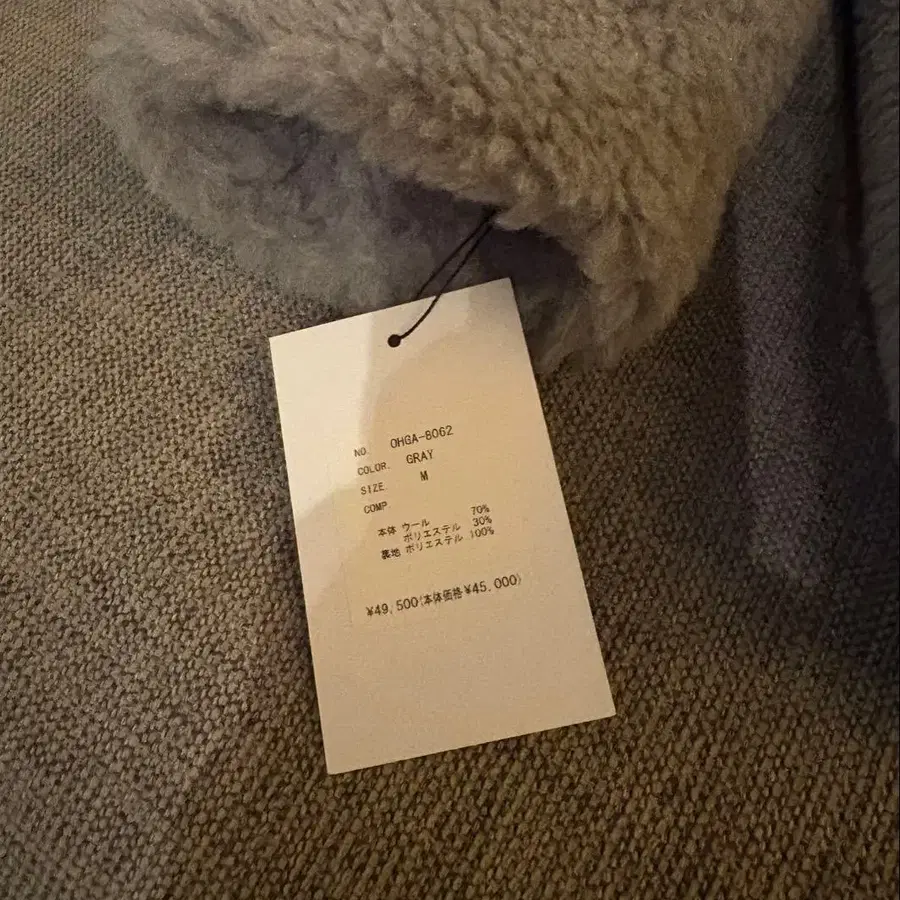 NO. OHGA-8062
COLOR. GRAY
SIZE. M
COMP.
本体 ウール 70%
ポリエステル 30%
裏地 ポリエステル 100%
¥49,500(本体価格¥45,000)